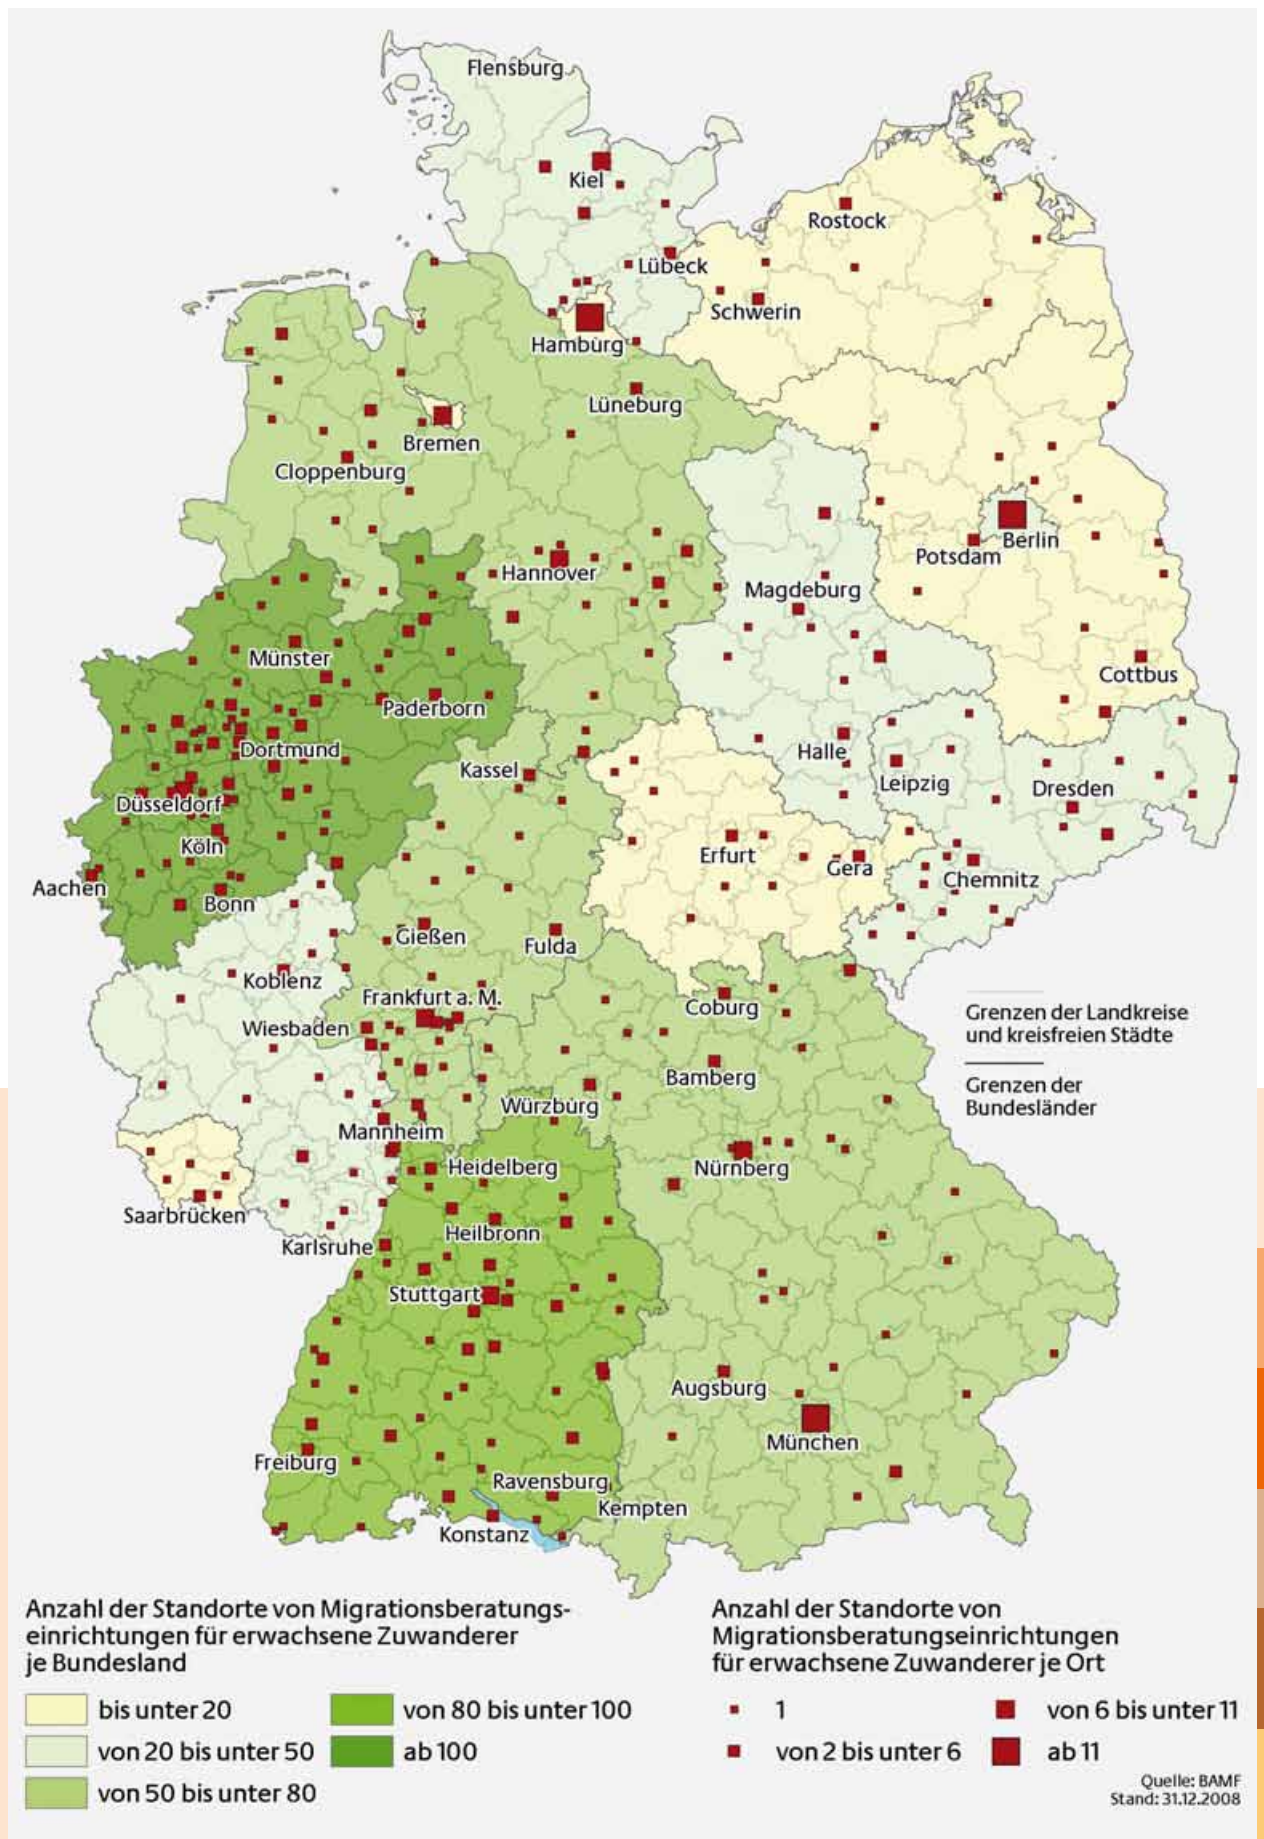 Flensburg
Kiel
Rostock
Lübeck
Schwerin
Hamburg
Lüneburg
Bremen
Cloppenburg
Berlin
Potsdam
Hannover
Magdeburg
Münster
Cottbus
Paderborn
Dortmund
Halle
Kassel
Leipzig
Dresden
Düsseldorf
Köln
Erfurt
Gera
Chemnitz
Aachen
Bonn
Gießen
Fulda
Koblenz
Frankfurt a. M.
Coburg
Wiesbaden
Grenzen der Landkreise
und kreisfreien Städte
Grenzen der
Bundesländer
Bamberg
Würzburg
Mannheim
Heidelberg
Nürnberg
Saarbrücken
Heilbronn
Karlsruhe
Stuttgart
Augsburg
München
Freiburg
Ravensburg
Kempten
Konstanz
Anzahl der Standorte von Migrationsberatungs-
einrichtungen für erwachsene Zuwanderer
je Bundesland
bis unter 20
von 20 bis unter 50
von 50 bis unter 80
von 80 bis unter 100
ab 100
Anzahl der Standorte von
Migrationsberatungseinrichtungen
für erwachsene Zuwanderer je Ort
1
von 2 bis unter 6
von 6 bis unter 11
ab 11
Quelle: BAMF
Stand: 31.12.2008